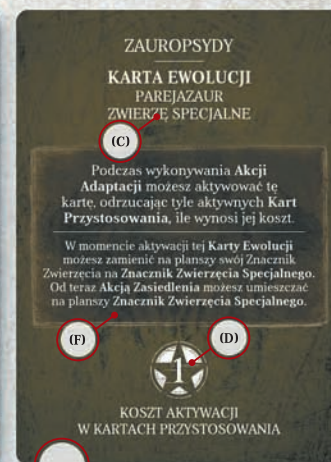 ZAUROPSYDY
KARTA EWOLUCJI
PAREJAZAUR
ZWIERZĘ SPECJALNE
(C)
Podczas wykonywania Akcji
Adaptacji możesz aktywować tę
kartę, odrzucając tyle aktywnych Kart
Przystosowania, ile wynosi jej koszt.
W momencie aktywacji tej Karty Ewolucji
możesz zamienić na planszy swój Znacznik
Zwierzęcia na Znacznik Zwierzęcia Specjalnego.
Od teraz Akcją Zasiedlenia możesz umieszczać
na planszy Znacznik Zwierzęcia Specjalnego.
(F)
(D)
1
KOSZT AKTYWACJI
W KARTACH PRZYSTOSOWANIA